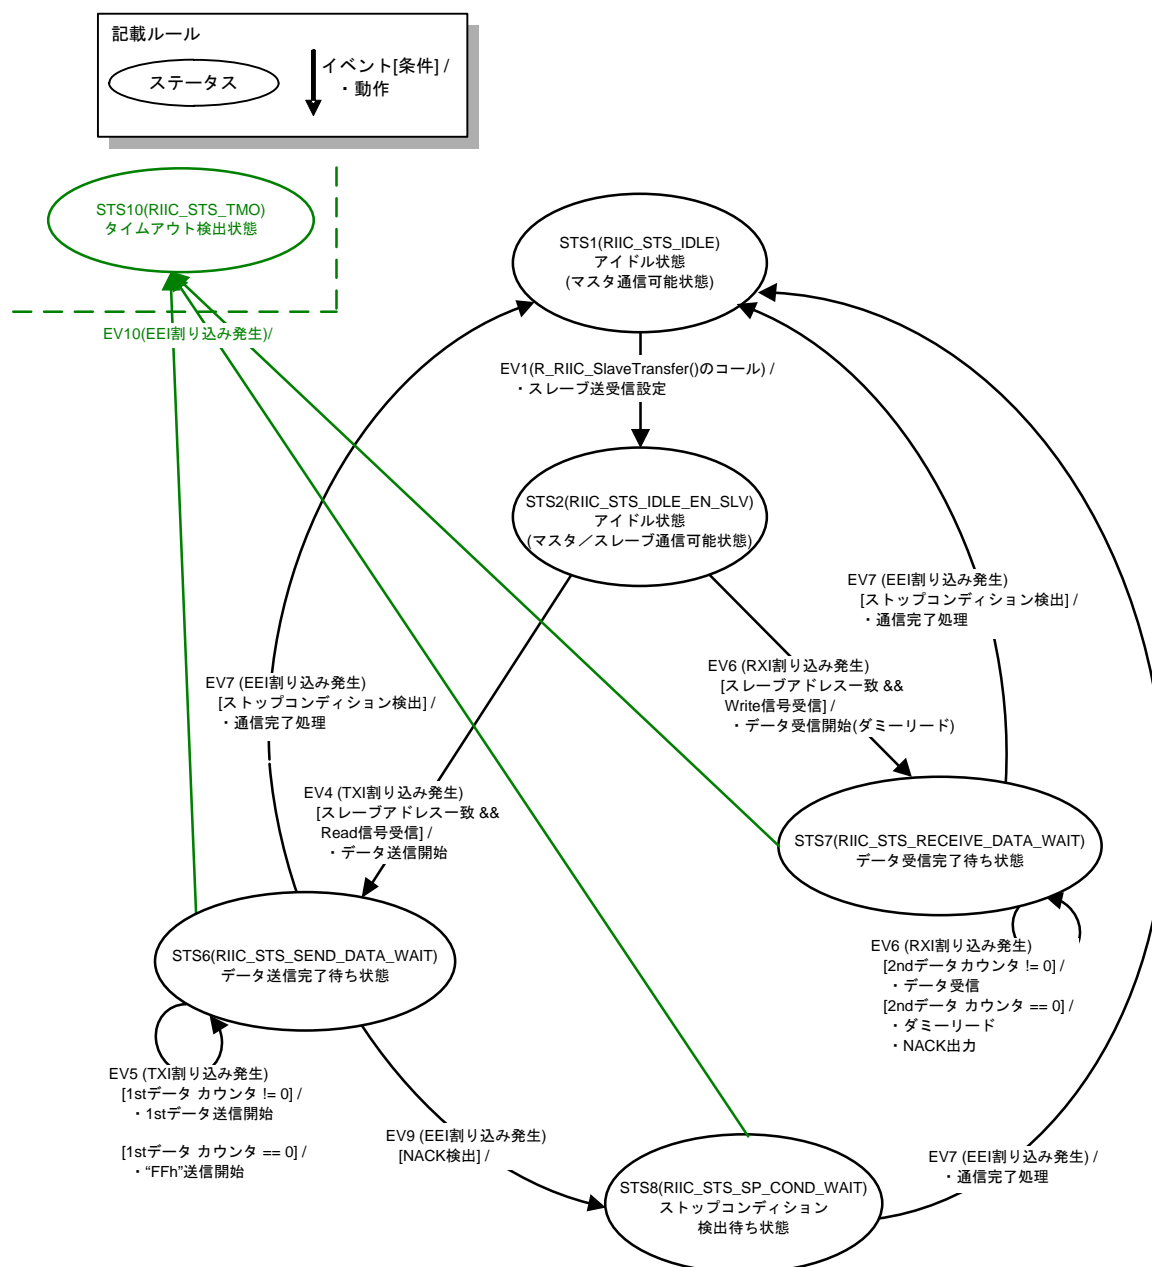 記載ルール
ステータス
イベント[条件] /
・動作
STS10(RIIC_STS_TMO)
タイムアウト検出状態
EV10(EEI割り込み発生)/
STS1(RIIC_STS_IDLE)
アイドル状態
(マスタ通信可能状態)
EV1(R_RIIC_SlaveTransfer()のコール) /
・スレーブ送受信設定
STS2(RIIC_STS_IDLE_EN_SLV)
アイドル状態
(マスタ／スレーブ通信可能状態)
EV7 (EEI割り込み発生)
[ストップコンディション検出] /
・通信完了処理
EV6 (RXI割り込み発生)
[スレーブアドレス一致 &&
Write信号受信] /
・データ受信開始(ダミーリード)
EV7 (EEI割り込み発生)
[ストップコンディション検出] /
・通信完了処理
EV4 (TXI割り込み発生)
[スレーブアドレス一致 &&
Read信号受信] /
・データ送信開始
STS7(RIIC_STS_RECEIVE_DATA_WAIT)
データ受信完了待ち状態
STS6(RIIC_STS_SEND_DATA_WAIT)
データ送信完了待ち状態
EV6 (RXI割り込み発生)
[2ndデータカウンタ != 0] /
・データ受信
[2ndデータ カウンタ == 0] /
・ダミーリード
・NACK出力
EV5 (TXI割り込み発生)
[1stデータ カウンタ != 0] /
・1stデータ送信開始
[1stデータ カウンタ == 0] /
・“FFh”送信開始
EV9 (EEI割り込み発生)
[NACK検出] /
EV7 (EEI割り込み発生) /
・通信完了処理
STS8(RIIC_STS_SP_COND_WAIT)
ストップコンディション
検出待ち状態